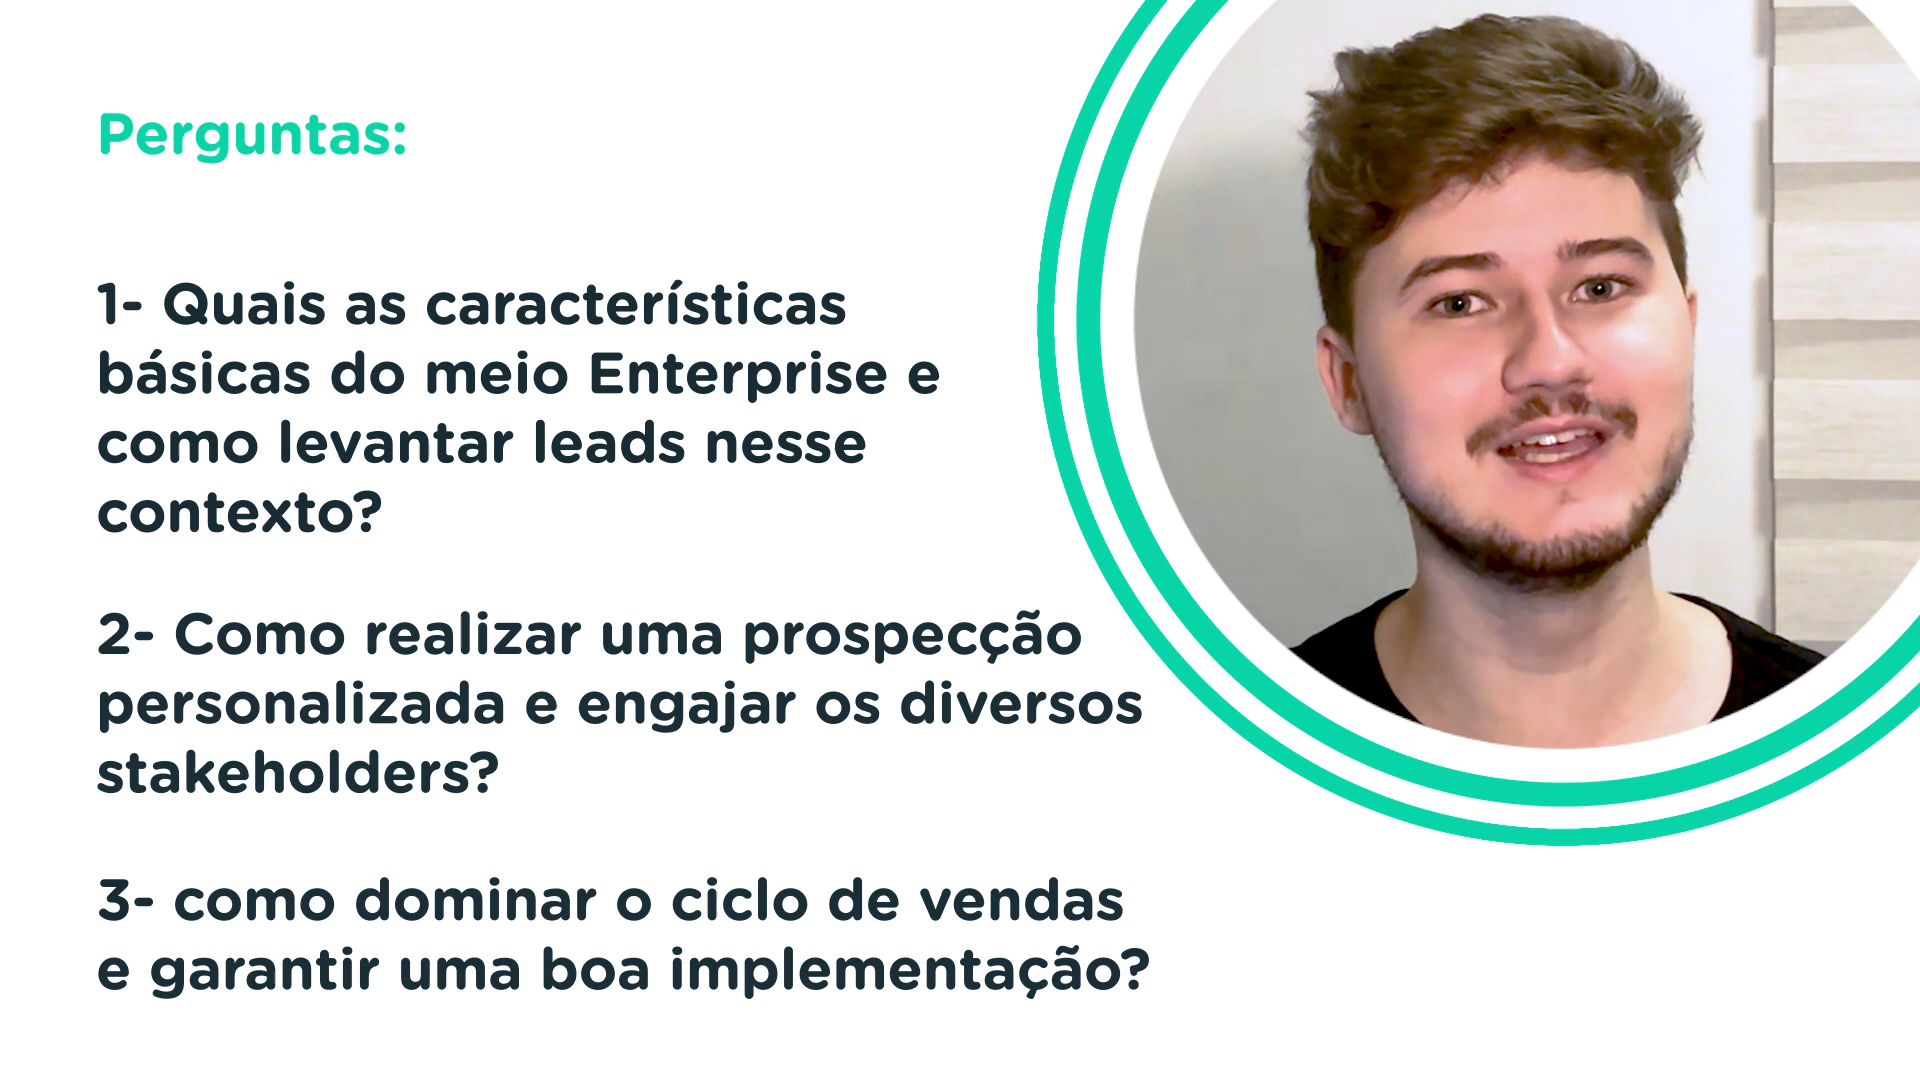 Perguntas:
1- Quais as características
básicas do meio Enterprise e
como levantar leads nesse
contexto?
2- Como realizar uma prospecção
personalizada e engajar os diversos
stakeholders?
3- como dominar o ciclo de vendas
e garantir uma boa implementação?